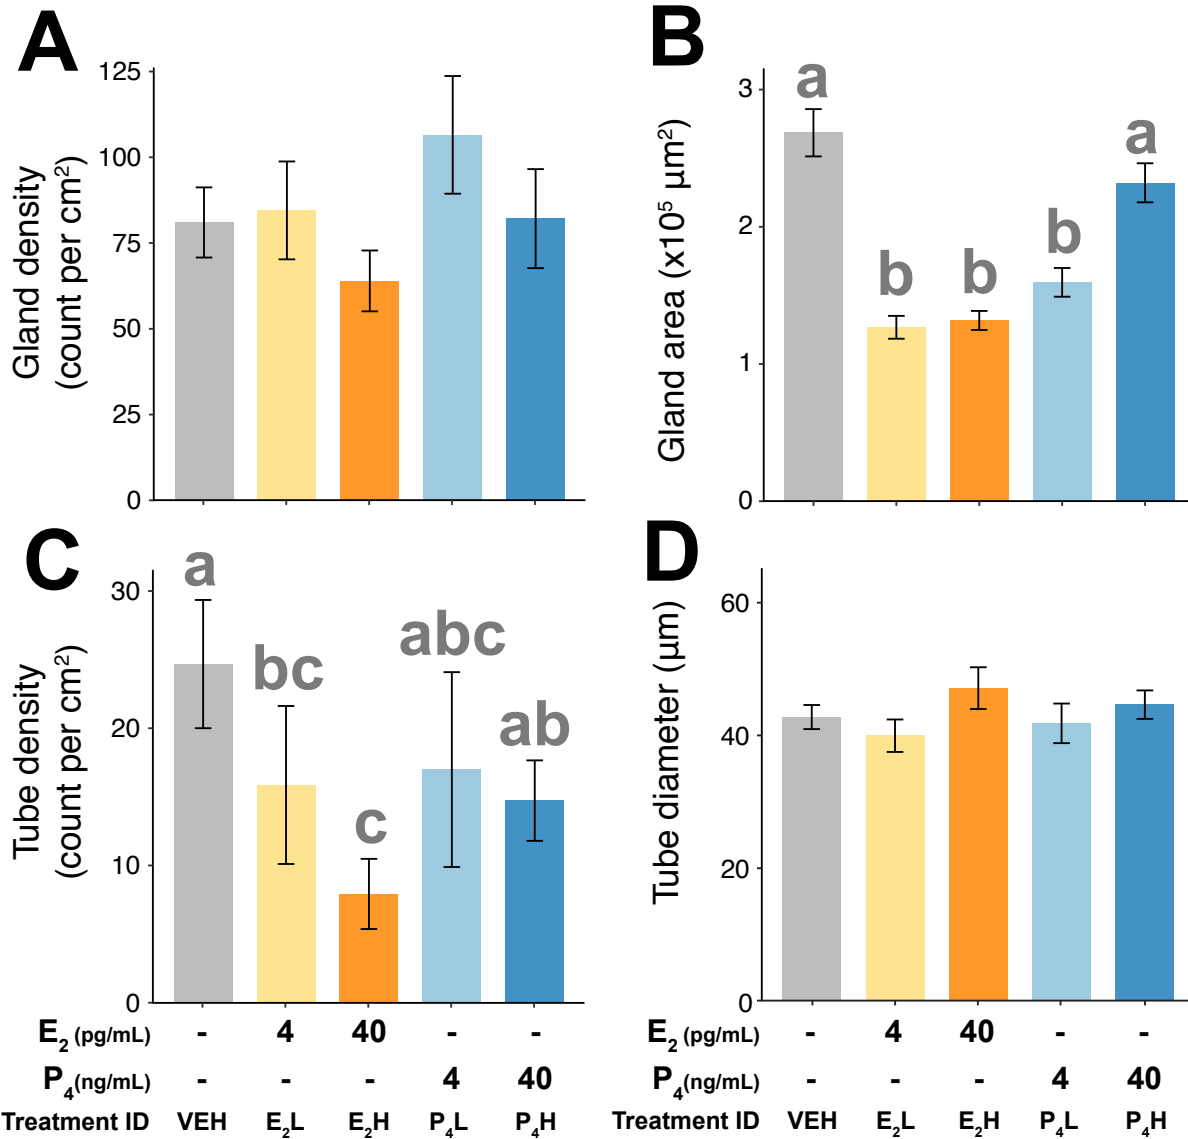 A
Gland density
(count per cm²)
125
100
75
50
25
0
B
Gland area (x10⁵ µm²)
3
2
1
0
a
b
b
b
a
C
Tube density
(count per cm²)
30
20
10
0
a
bc
c
abc
ab
D
Tube diameter (µm)
60
40
20
0
E₂ (pg/mL) - 4 40 - -
P₄(ng/mL) - - - 4 40
Treatment ID VEH E₂L E₂H P₄L P₄H
E₂ (pg/mL) - 4 40 - -
P₄(ng/mL) - - - 4 40
Treatment ID VEH E₂L E₂H P₄L P₄H